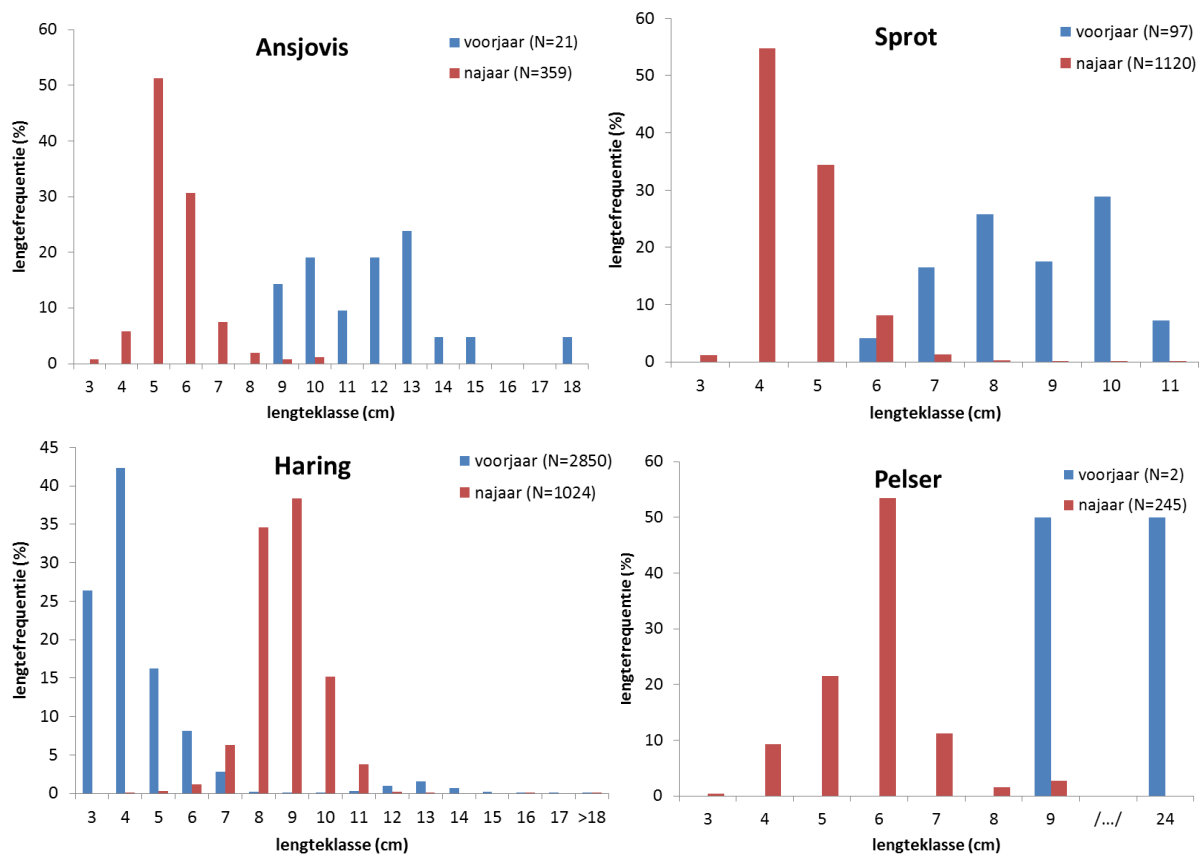 Ansjovis
voorjaar (N=21)
najaar (N=359)
lengtefrequentie (%)
60
50
40
30
20
10
0
3 4 5 6 7 8 9 10 11 12 13 14 15 16 17 18
lengteklasse (cm)
Sprot
voorjaar (N=97)
najaar (N=1120)
lengtefrequentie (%)
60
50
40
30
20
10
0
3 4 5 6 7 8 9 10 11
lengteklasse (cm)
Haring
voorjaar (N=2850)
najaar (N=1024)
lengtefrequentie (%)
45
40
35
30
25
20
15
10
5
0
3 4 5 6 7 8 9 10 11 12 13 14 15 16 17 >18
lengteklasse (cm)
Pelser
voorjaar (N=2)
najaar (N=245)
lengtefrequentie (%)
60
50
40
30
20
10
0
3 4 5 6 7 8 9 /.../ 24
lengteklasse (cm)